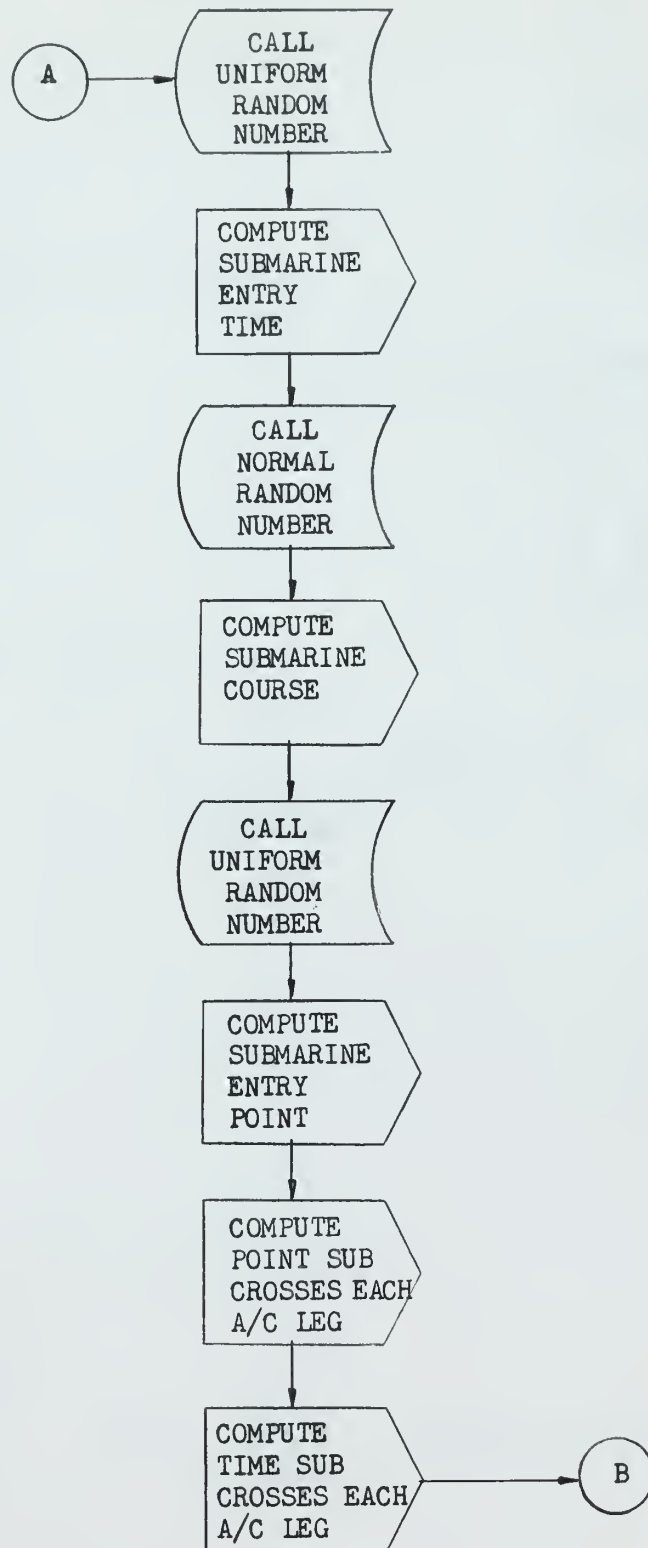 A
CALL
UNIFORM
RANDOM
NUMBER
COMPUTE
SUBMARINE
ENTRY
TIME
CALL
NORMAL
RANDOM
NUMBER
COMPUTE
SUBMARINE
COURSE
CALL
UNIFORM
RANDOM
NUMBER
COMPUTE
SUBMARINE
ENTRY
POINT
COMPUTE
POINT SUB
CROSSES EACH
A/C LEG
COMPUTE
TIME SUB
CROSSES EACH
A/C LEG
B